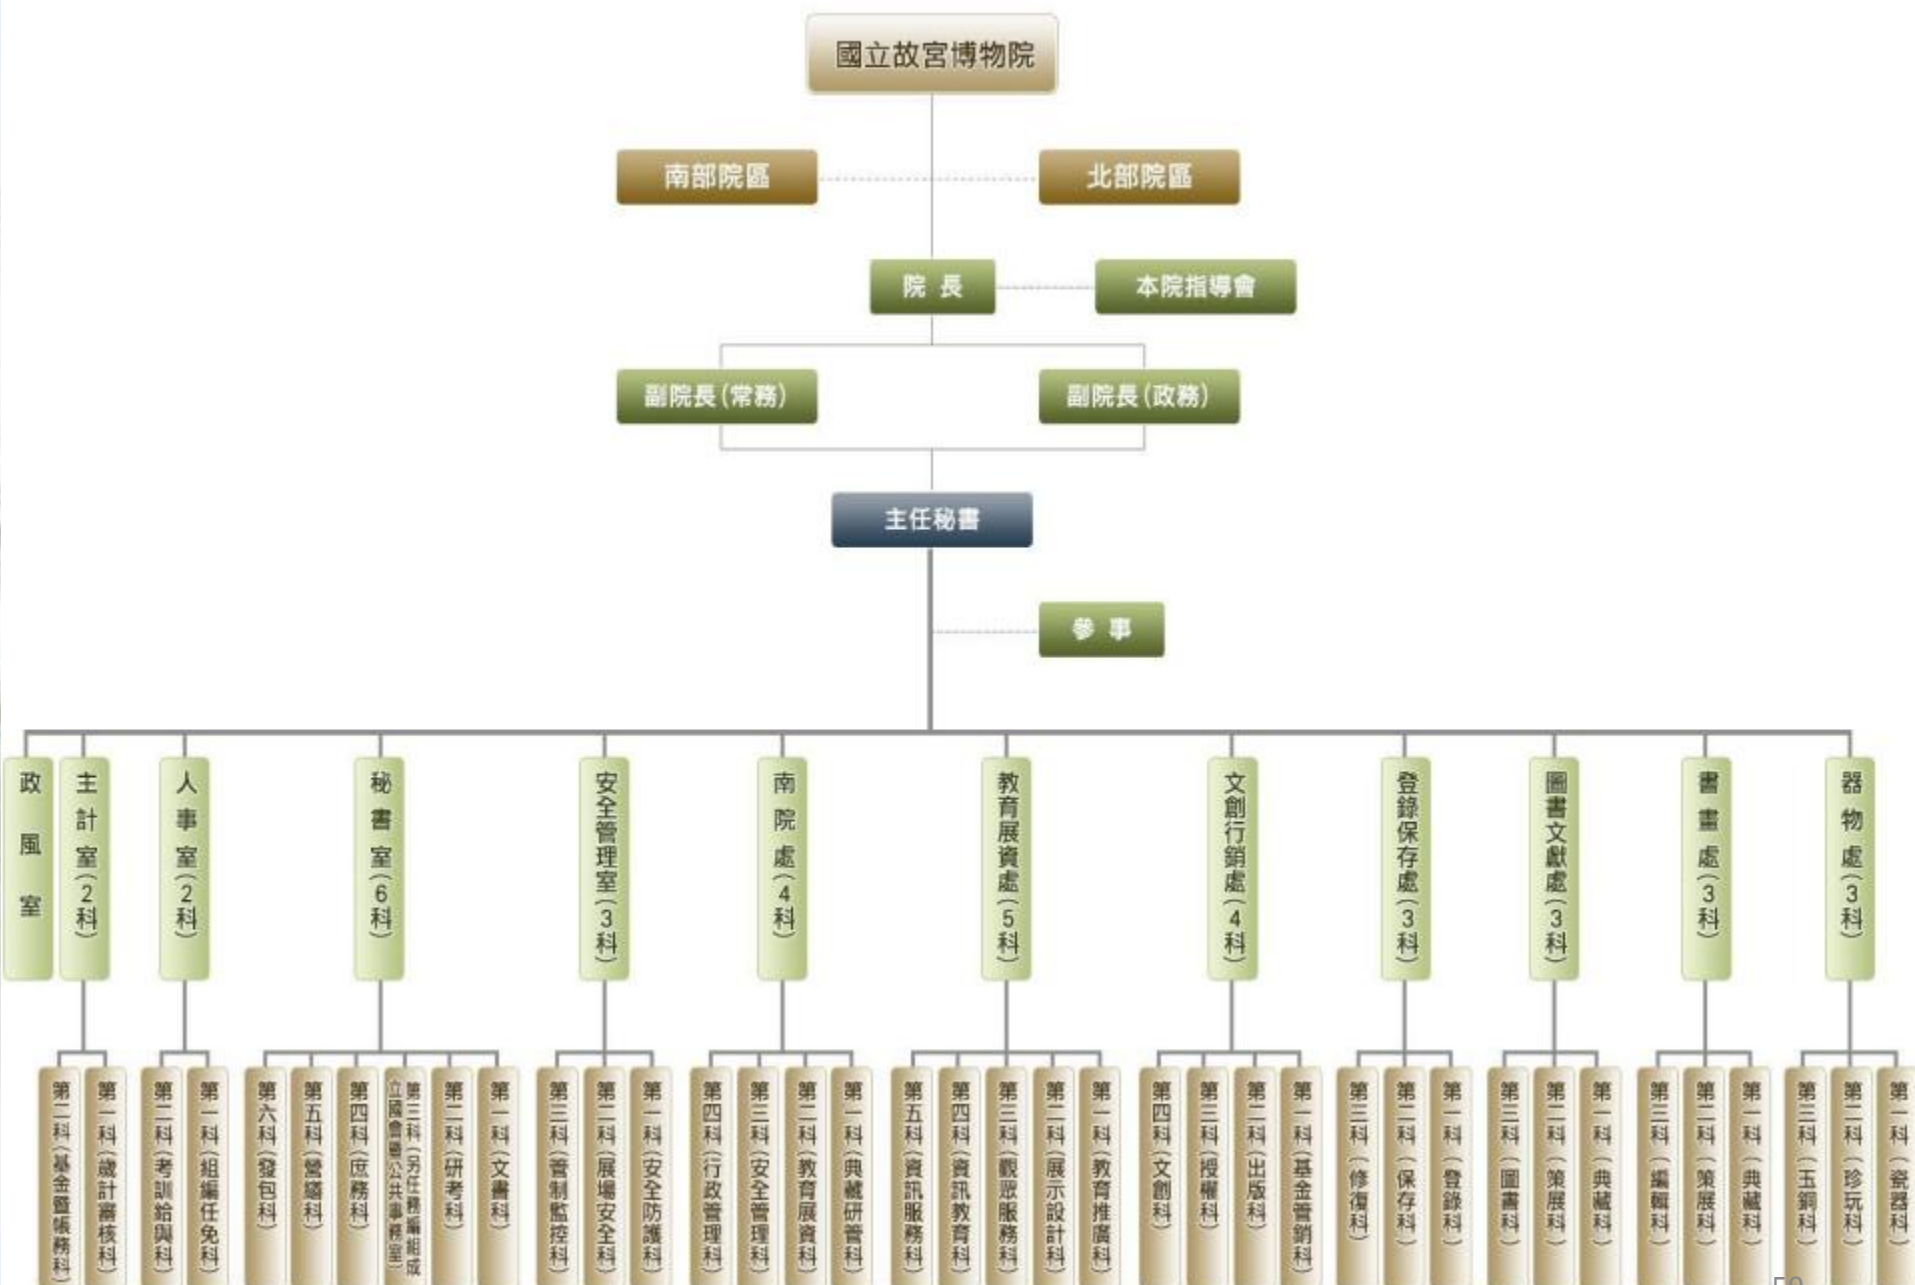 國立故宮博物院
南部院區
北部院區
院 長
本院指導會
副院長(常務)
副院長(政務)
主任秘書
參 事
政風室
主計室(2科)
人事室(2科)
秘書室(6科)
安全管理室(3科)
南院處(4科)
教育展資處(5科)
文創行銷處(4科)
登錄保存處(3科)
圖書文獻處(3科)
書畫處(3科)
器物處(3科)
第二科(基金暨帳務科)
第一科(歲計審核科)
第二科(考訓給與科)
第一科(組編任免科)
第六科(發包科)
第五科(營繕科)
第四科(庶務科)
第三科(另任務編組成
立國會暨公共事務室)
第二科(研考科)
第一科(文書科)
第三科(管制監控科)
第二科(展場安全科)
第一科(安全防護科)
第四科(行政管理科)
第三科(安全管理科)
第二科(教育展資科)
第一科(典藏研管科)
第五科(資訊服務科)
第四科(資訊教育科)
第三科(觀眾服務科)
第二科(展示設計科)
第一科(教育推廣科)
第四科(文創科)
第三科(授權科)
第二科(出版科)
第一科(基金管銷科)
第三科(修復科)
第二科(保存科)
第一科(登錄科)
第三科(圖書科)
第二科(策展科)
第一科(典藏科)
第三科(編輯科)
第二科(策展科)
第一科(典藏科)
第三科(玉銅科)
第二科(珍玩科)
第一科(瓷器科)